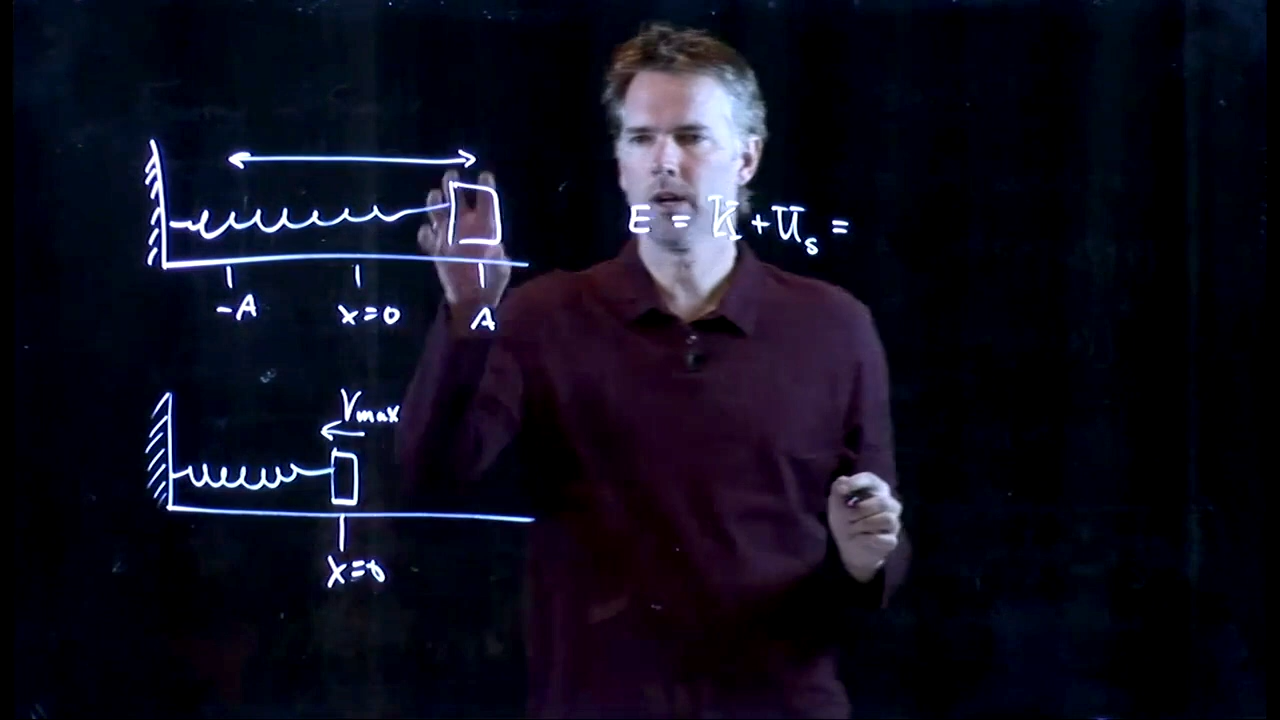 E = K + Us =
-A x=0 A
Vmax
x=0